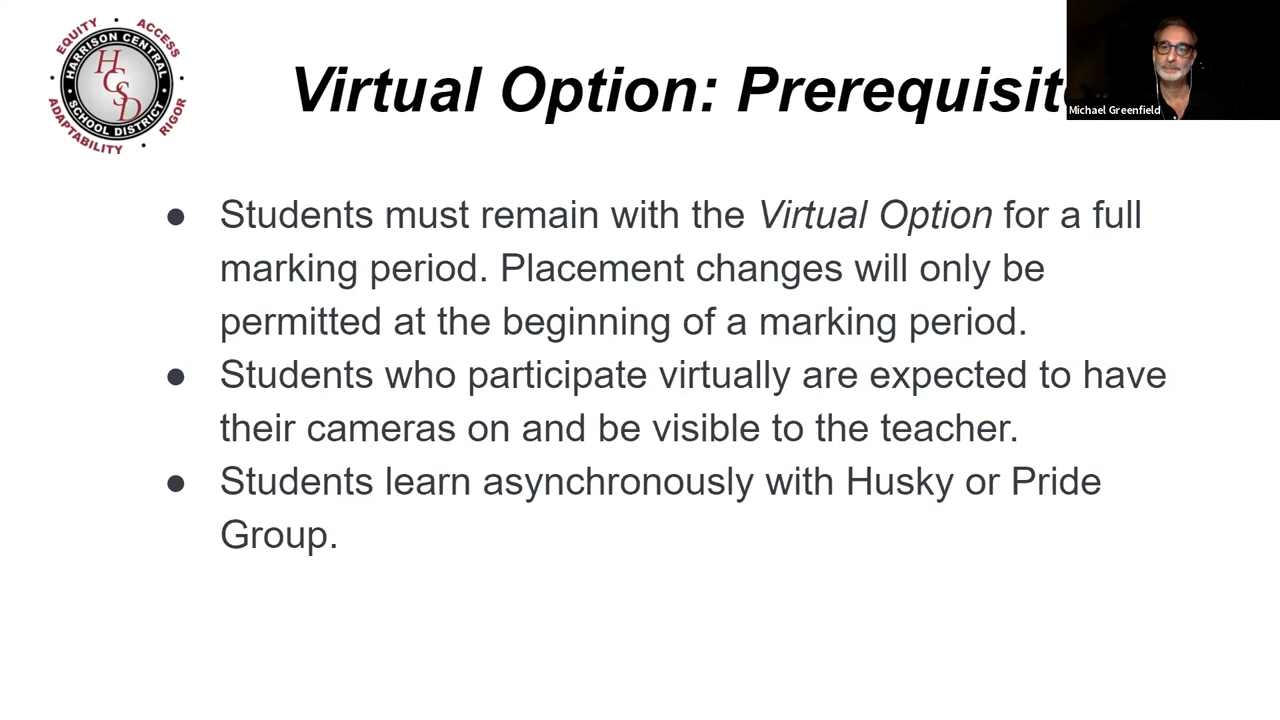 EQUITY • ACCESS
HARRISON CENTRAL
HCSD
• SCHOOL DISTRICT •
ADAPTABILITY • RIGOR
Virtual Option: Prerequisit
Michael Greenfield
● Students must remain with the Virtual Option for a full
marking period. Placement changes will only be
permitted at the beginning of a marking period.
● Students who participate virtually are expected to have
their cameras on and be visible to the teacher.
● Students learn asynchronously with Husky or Pride
Group.